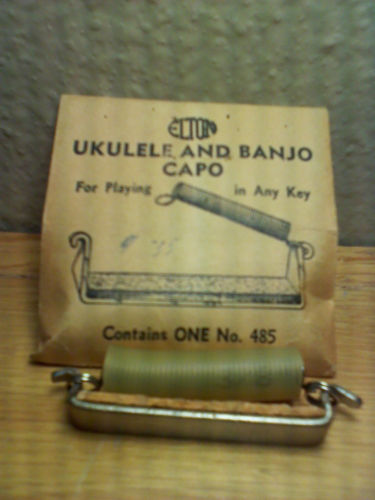 ELTON
UKULELE AND BANJO
CAPO
For Playing in Any Key
Contains ONE No. 485